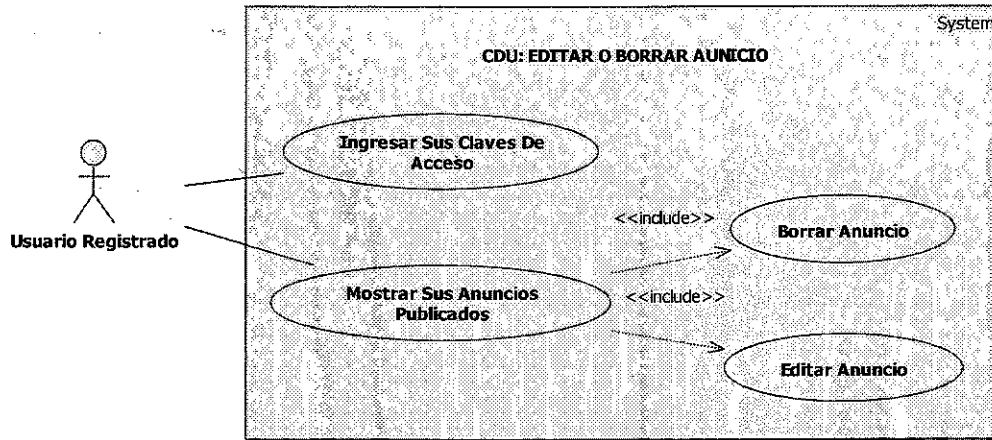 System
CDU: EDITAR O BORRAR AUNICIO
Ingresar Sus Claves De
Acceso
Usuario Registrado
<<include>>
Borrar Anuncio
Mostrar Sus Anuncios
Publicados
<<include>>
Editar Anuncio